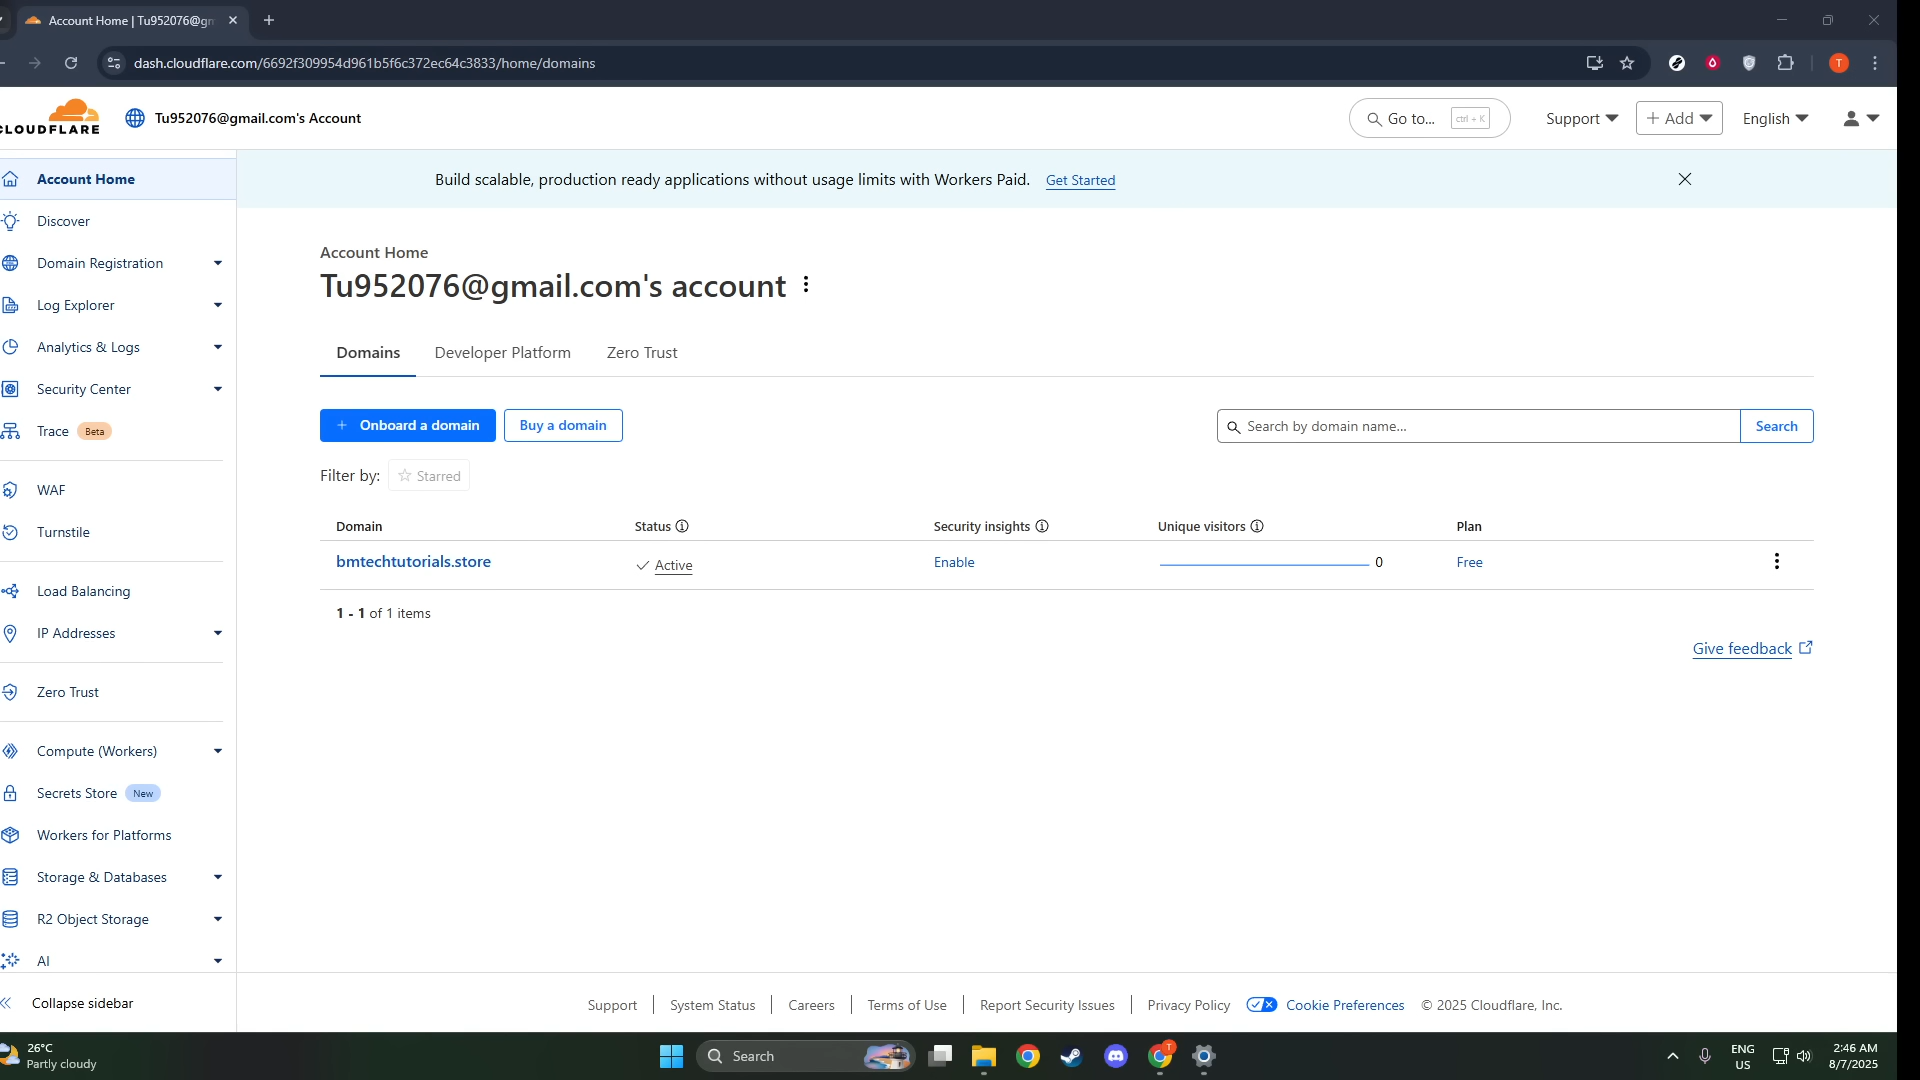 Account Home | Tu952076@gm
dash.cloudflare.com/6692f309954d961b5f6c372ec64c3833/home/domains
T
CLOUDFLARE
Tu952076@gmail.com's Account
Go to...
ctrl + K
Support
+ Add
English
Account Home
Discover
Domain Registration
Log Explorer
Analytics & Logs
Security Center
Trace Beta
WAF
Turnstile
Load Balancing
IP Addresses
Zero Trust
Compute (Workers)
Secrets Store New
Workers for Platforms
Storage & Databases
R2 Object Storage
AI
Collapse sidebar
Build scalable, production ready applications without usage limits with Workers Paid. Get Started
Account Home
Tu952076@gmail.com's account
Domains Developer Platform Zero Trust
+ Onboard a domain
Buy a domain
Search by domain name...
Search
Filter by: Starred
Domain Status Security insights Unique visitors Plan
bmtechtutorials.store Active Enable 0 Free
1 - 1 of 1 items
Give feedback
Support System Status Careers Terms of Use Report Security Issues Privacy Policy Cookie Preferences © 2025 Cloudflare, Inc.
26°C
Partly cloudy
Search
T
ENG
US
2:46 AM
8/7/2025